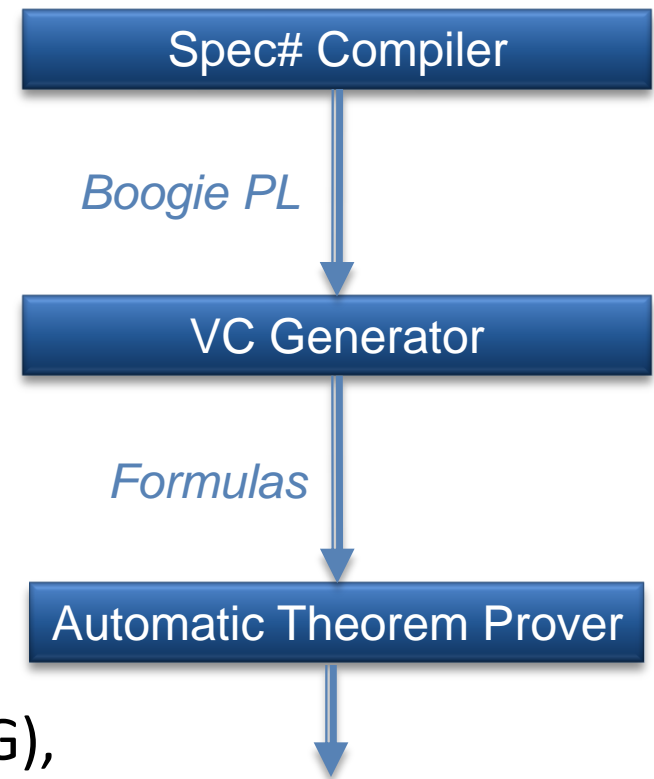 Spec# Compiler
Boogie PL
VC Generator
Formulas
Automatic Theorem Prover
G),